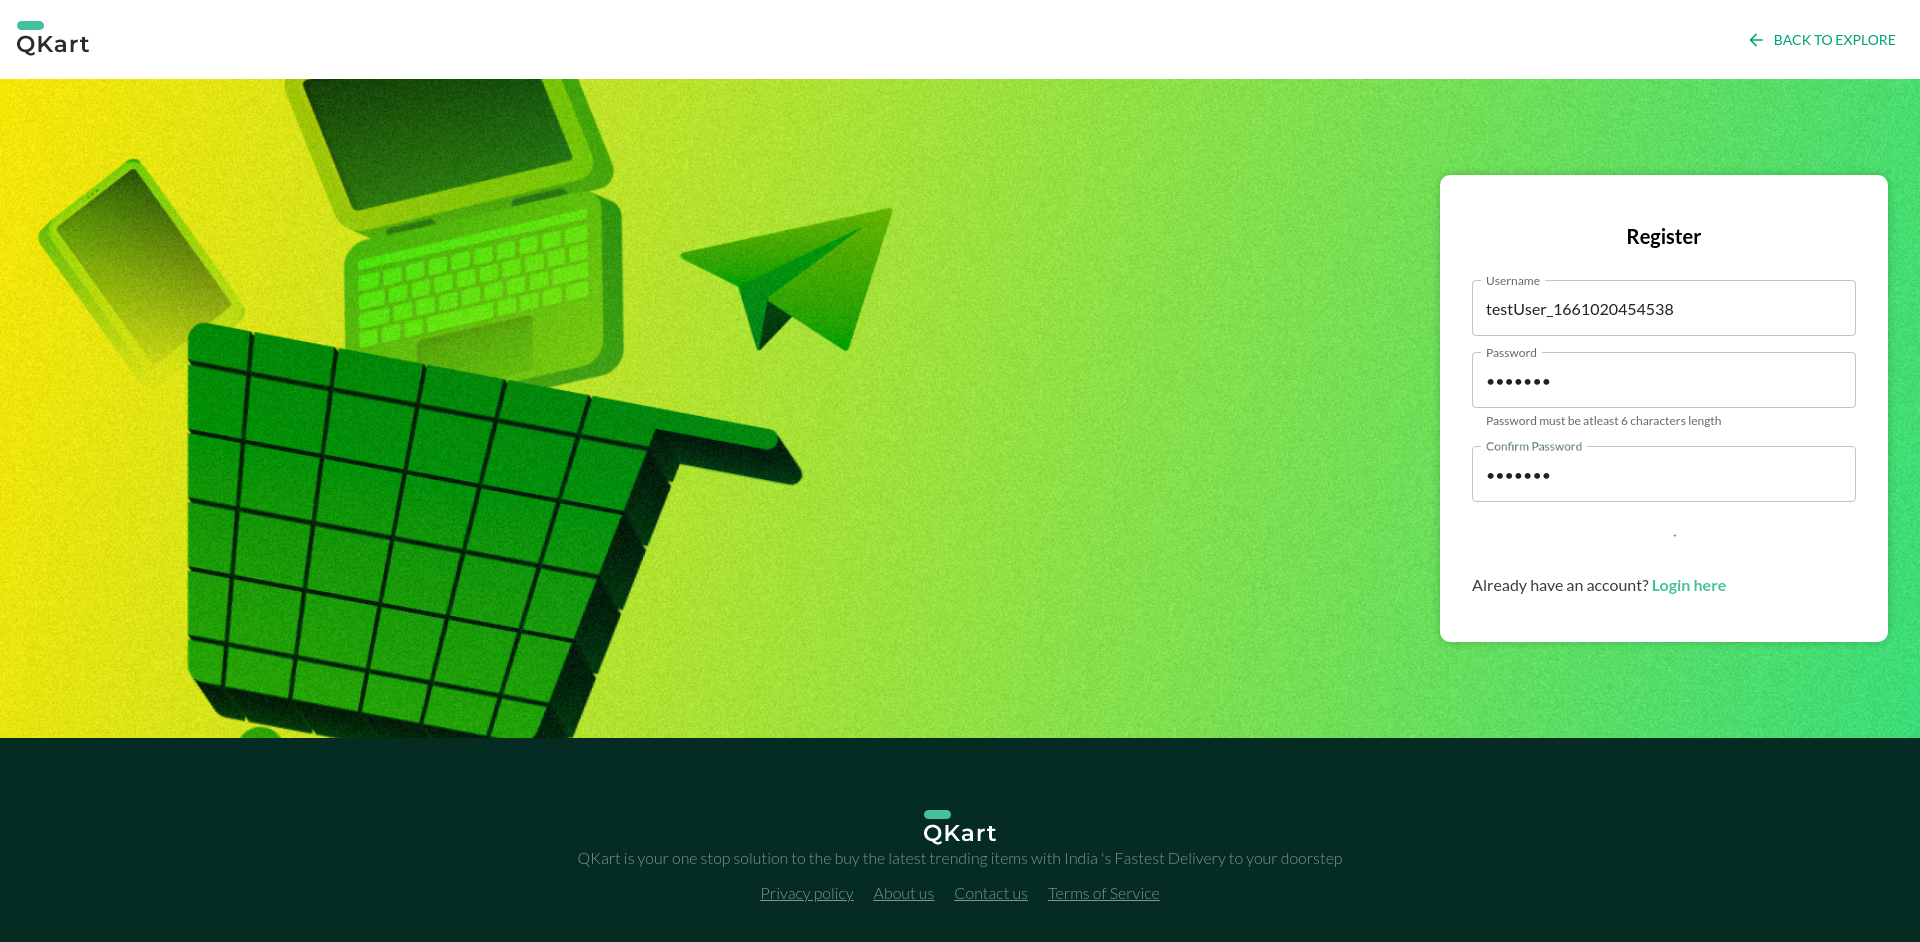 QKart
BACK TO EXPLORE
Register
Username
testUser_1661020454538
Password
•••••••
Password must be atleast 6 characters length
Confirm Password
•••••••
Already have an account? Login here
QKart
QKart is your one stop solution to the buy the latest trending items with India 's Fastest Delivery to your doorstep
Privacy policy About us Contact us Terms of Service